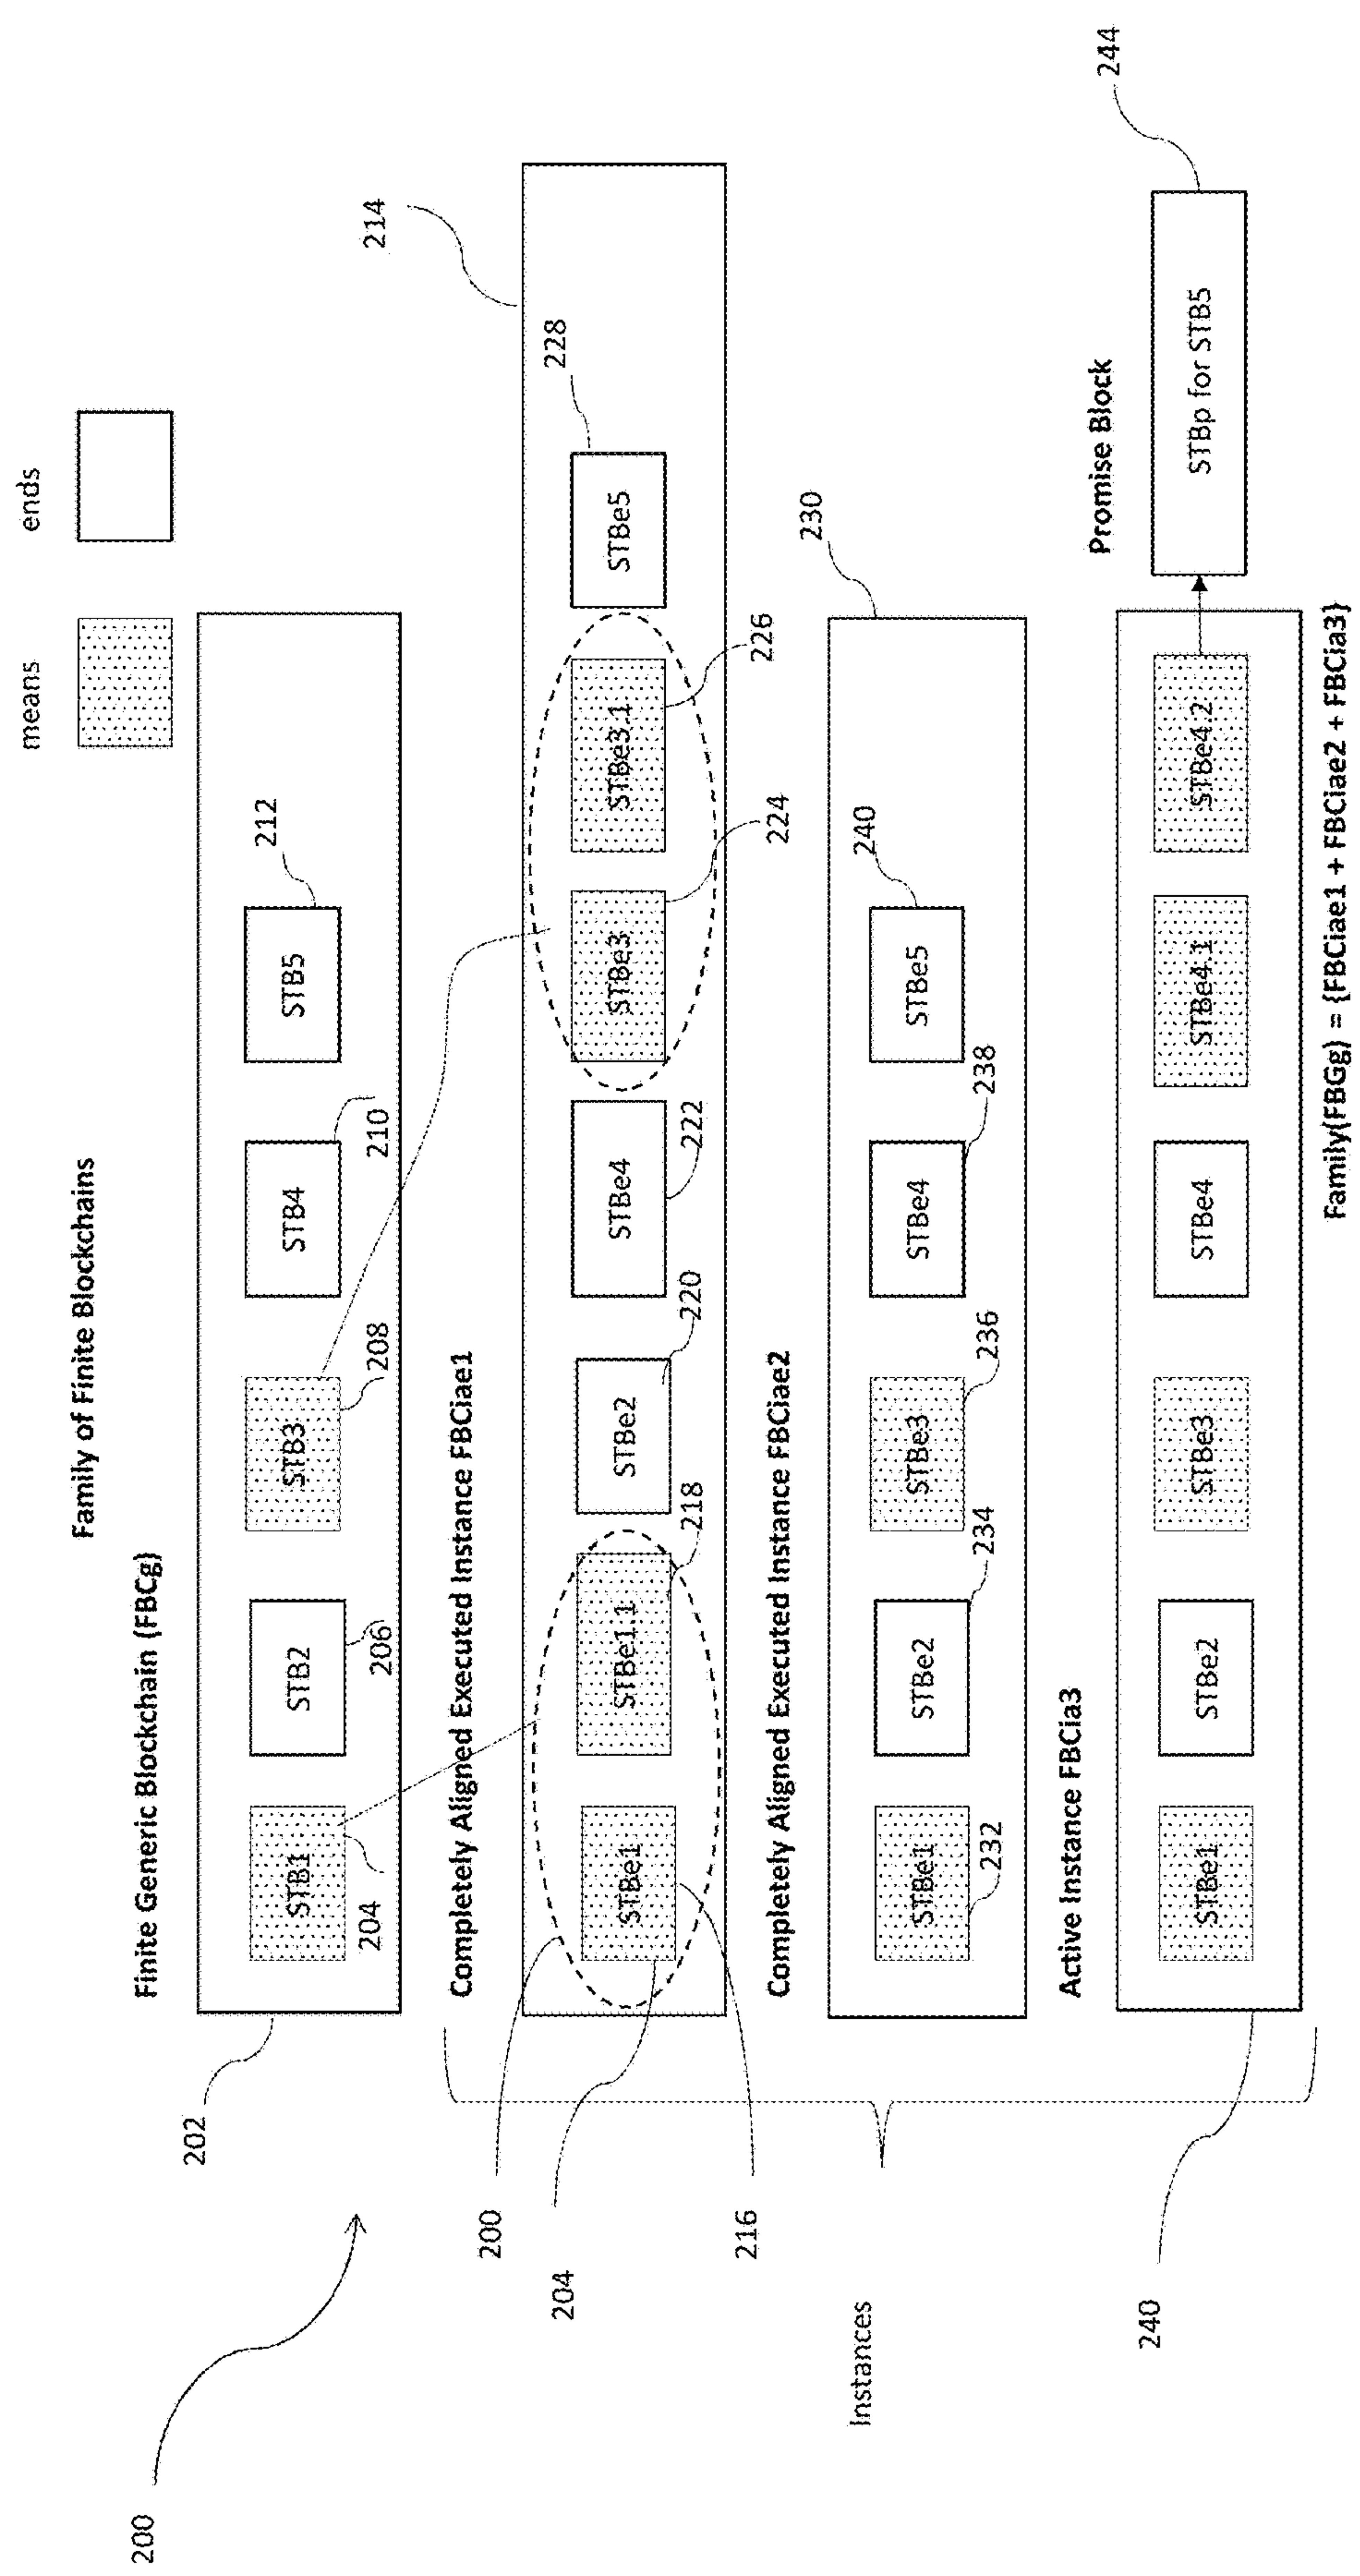 means
ends
Family of Finite Blockchains
Finite Generic Blockchain (FBCg)
202
STB1
STB2
STB3
STB4
STB5
204
206
208
210
212
Completely Aligned Executed Instance FBCiae1
214
STBe1
STBe1.1
STBe2
STBe4
STBe3
STBe3.1
STBe5
200
204
216
218
220
222
224
226
228
Completely Aligned Executed Instance FBCiae2
230
STBe1
STBe2
STBe3
STBe4
STBe5
232
234
236
238
240
Active Instance FBCia3
Promise Block
244
STBe1
STBe2
STBe3
STBe4
STBe4.1
STBe4.2
STBp for STB5
240
Instances
200
Family(FBGg) = {FBCiae1 + FBCiae2 + FBCia3}